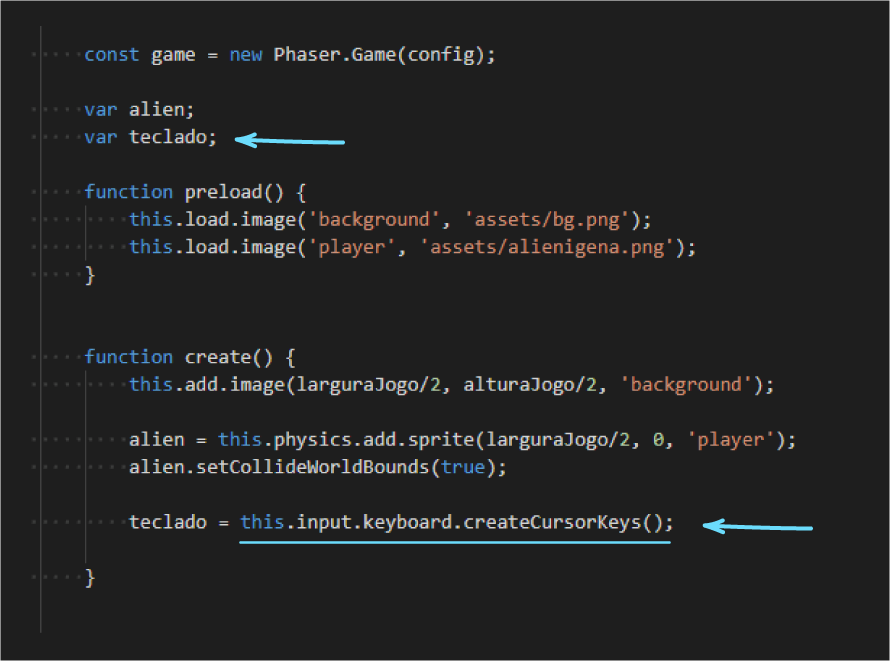 const game = new Phaser.Game(config);
var alien;
var teclado;
function preload() {
this.load.image('background', 'assets/bg.png');
this.load.image('player', 'assets/alienigena.png');
}
function create() {
this.add.image(larguraJogo/2, alturaJogo/2, 'background');
alien = this.physics.add.sprite(larguraJogo/2, 0, 'player');
alien.setCollideWorldBounds(true);
teclado = this.input.keyboard.createCursorKeys();
}